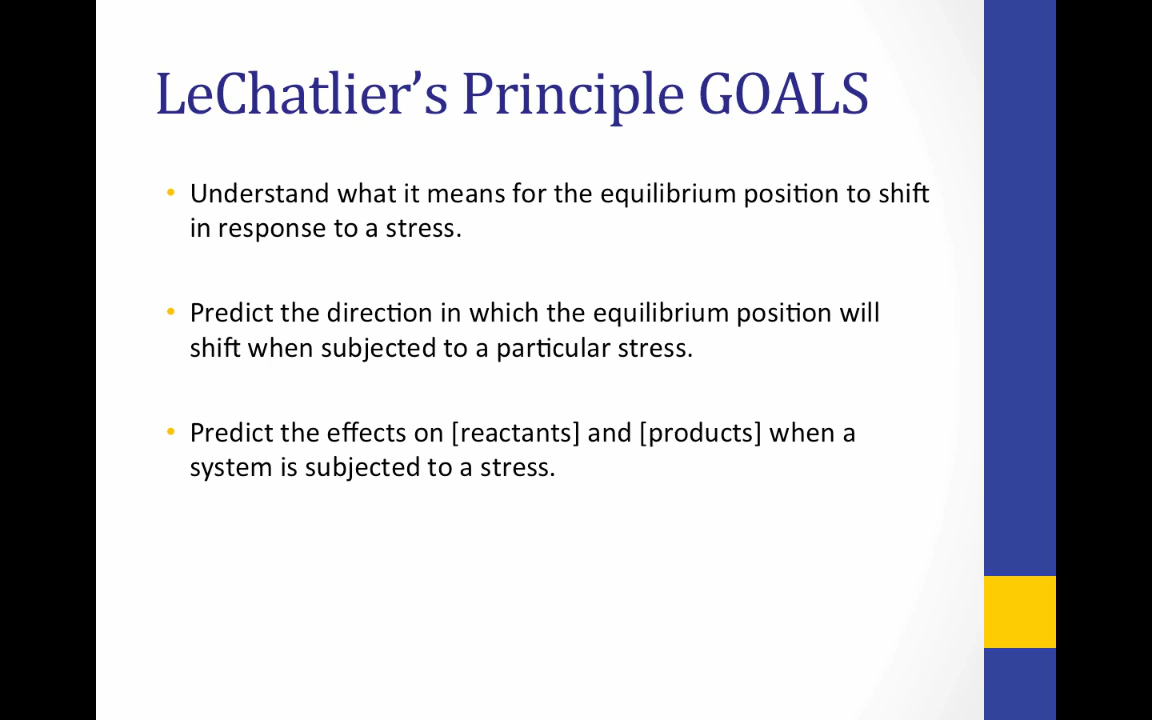 LeChatlier’s Principle GOALS
• Understand what it means for the equilibrium position to shift
in response to a stress.
• Predict the direction in which the equilibrium position will
shift when subjected to a particular stress.
• Predict the effects on [reactants] and [products] when a
system is subjected to a stress.